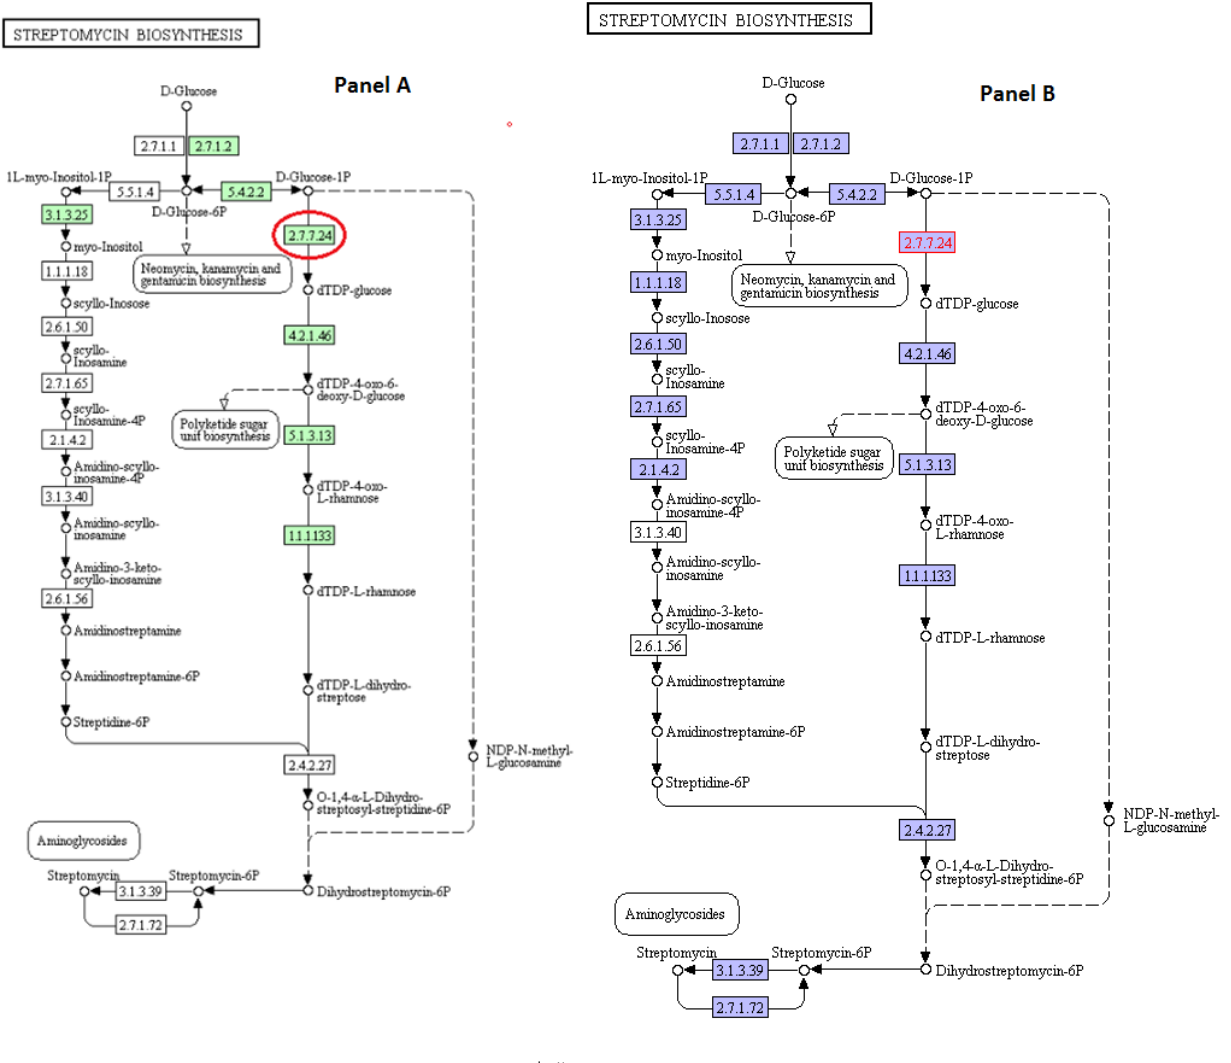 STREPTOMYCIN BIOSYNTHESIS
Panel A
D-Glucose
2.7.1.1
2.7.1.2
1L-myo-Inositol-1P
5.5.1.4
5.4.2.2
D-Glucose-1P
3.1.3.25
D-Glucose-6P
2.7.7.24
myo-Inositol
1.1.1.18
Neomycin, kanamycin and
gentamicin biosynthesis
dTDP-glucose
scyllo-Inosose
2.6.1.50
4.2.1.46
scyllo-
Inosamine
2.7.1.65
dTDP-4-oxo-6-
deoxy-D-glucose
scyllo-
Inosamine-4P
Polyketide sugar
unif biosynthesis
5.1.3.13
2.1.4.2
Amidino-scyllo-
inosamine-4P
3.1.3.40
dTDP-4-oxo-
L-rhamnose
Amidino-scyllo-
inosamine
1.1.1.133
Amidino-3-keto-
scyllo-inosamine
2.6.1.56
dTDP-L-rhamnose
Amidinostreptamine
Amidinostreptamine-6P
dTDP-L-dihydro-
streptose
Streptidine-6P
2.4.2.27
NDP-N-methyl-
L-glucosamine
O-1,4-α-L-Dihydro-
streptosyl-streptidine-6P
Aminoglycosides
Streptomycin
3.1.3.39
Streptomycin-6P
Dihydrostreptomycin-6P
2.7.1.72
STREPTOMYCIN BIOSYNTHESIS
Panel B
D-Glucose
2.7.1.1
2.7.1.2
1L-myo-Inositol-1P
5.5.1.4
5.4.2.2
D-Glucose-1P
3.1.3.25
D-Glucose-6P
2.7.7.24
myo-Inositol
1.1.1.18
Neomycin, kanamycin and
gentamicin biosynthesis
dTDP-glucose
scyllo-Inosose
2.6.1.50
4.2.1.46
scyllo-
Inosamine
2.7.1.65
dTDP-4-oxo-6-
deoxy-D-glucose
scyllo-
Inosamine-4P
Polyketide sugar
unif biosynthesis
5.1.3.13
2.1.4.2
Amidino-scyllo-
inosamine-4P
3.1.3.40
dTDP-4-oxo-
L-rhamnose
Amidino-scyllo-
inosamine
1.1.1.133
Amidino-3-keto-
scyllo-inosamine
2.6.1.56
dTDP-L-rhamnose
Amidinostreptamine
Amidinostreptamine-6P
dTDP-L-dihydro-
streptose
Streptidine-6P
2.4.2.27
NDP-N-methyl-
L-glucosamine
O-1,4-α-L-Dihydro-
streptosyl-streptidine-6P
Aminoglycosides
Streptomycin
3.1.3.39
Streptomycin-6P
Dihydrostreptomycin-6P
2.7.1.72